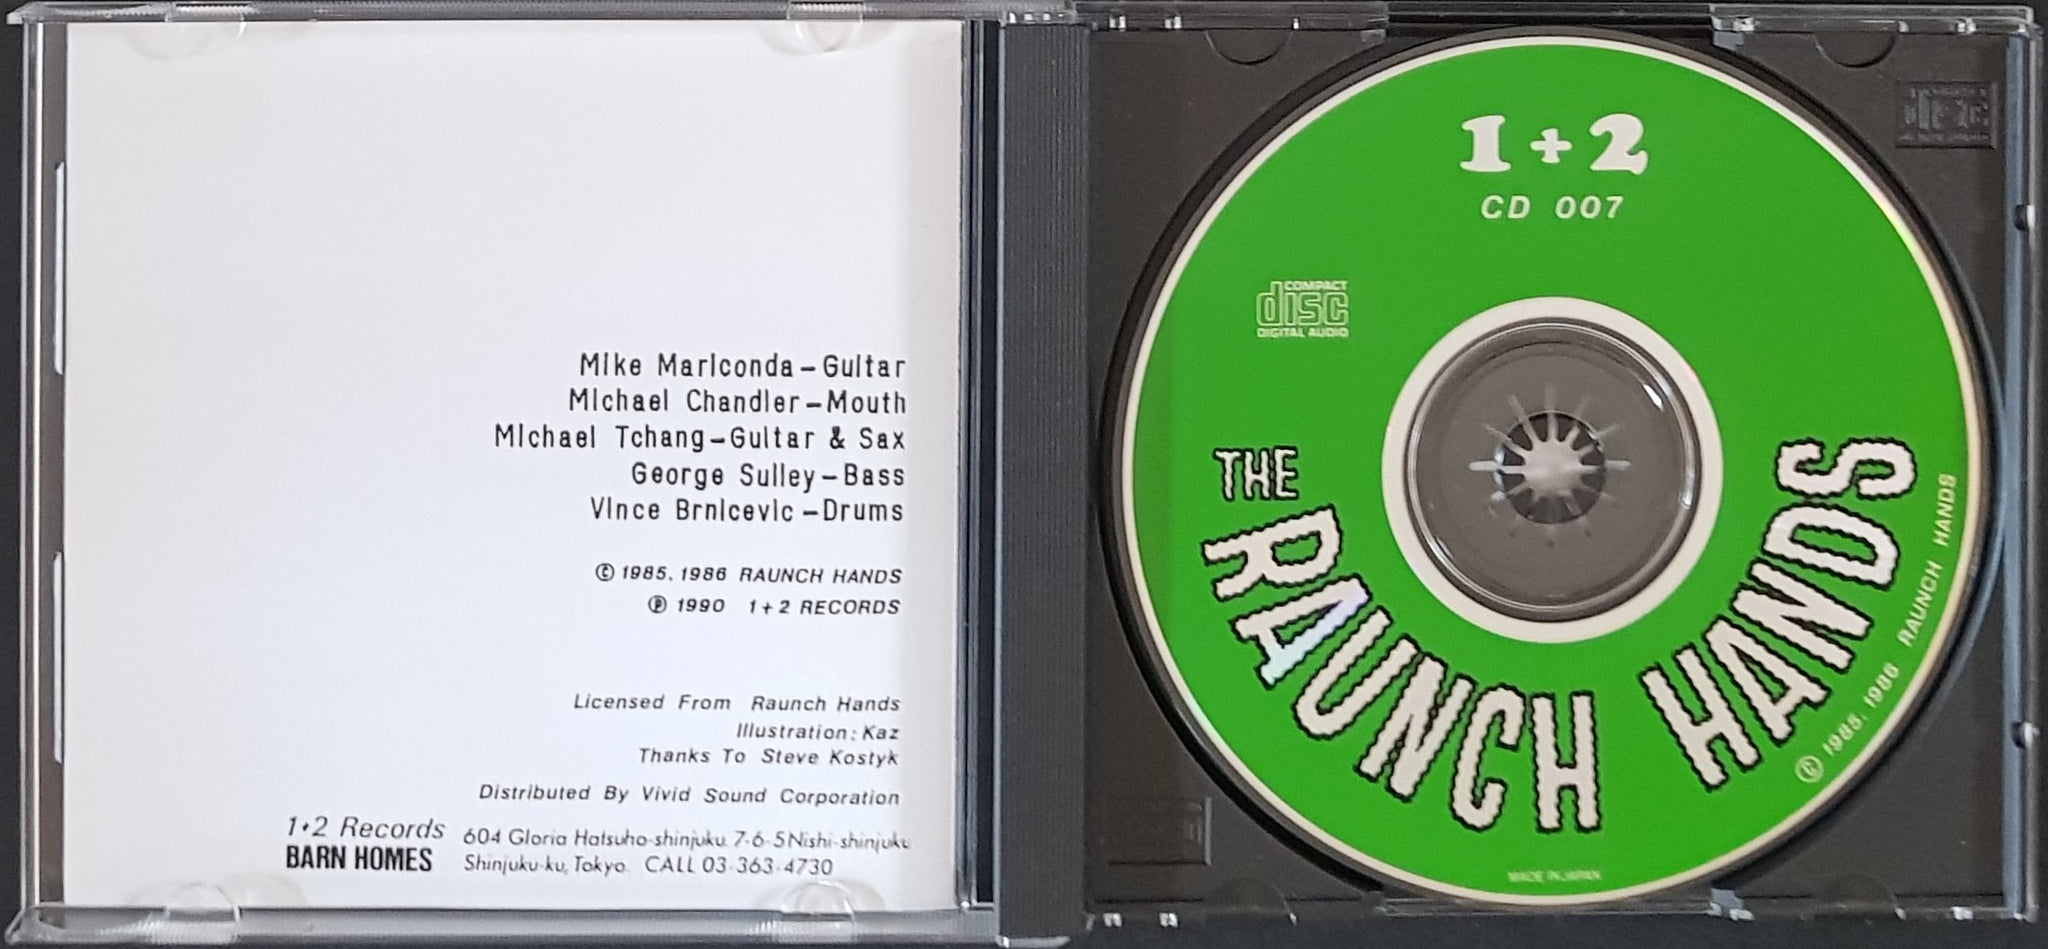 Mike Mariconda – Guitar
Michael Chandler – Mouth
Michael Tchang – Guitar & Sax
George Sulley – Bass
Vince Brnicevic – Drums
© 1985, 1986 RAUNCH HANDS
℗ 1990 1+2 RECORDS
Licensed From Raunch Hands
Illustration: Kaz
Thanks To Steve Kostyk
Distributed By Vivid Sound Corporation
1+2 Records
BARN HOMES
604 Gloria Hatsuho-shinjuku. 7-6-5 Nishi-shinjuku
Shinjuku-ku, Tokyo. CALL 03-363-4730
1+2
CD 007
COMPACT
disc
DIGITAL AUDIO
THE
RAUNCH HANDS
© 1985, 1986 RAUNCH HANDS
MADE IN JAPAN